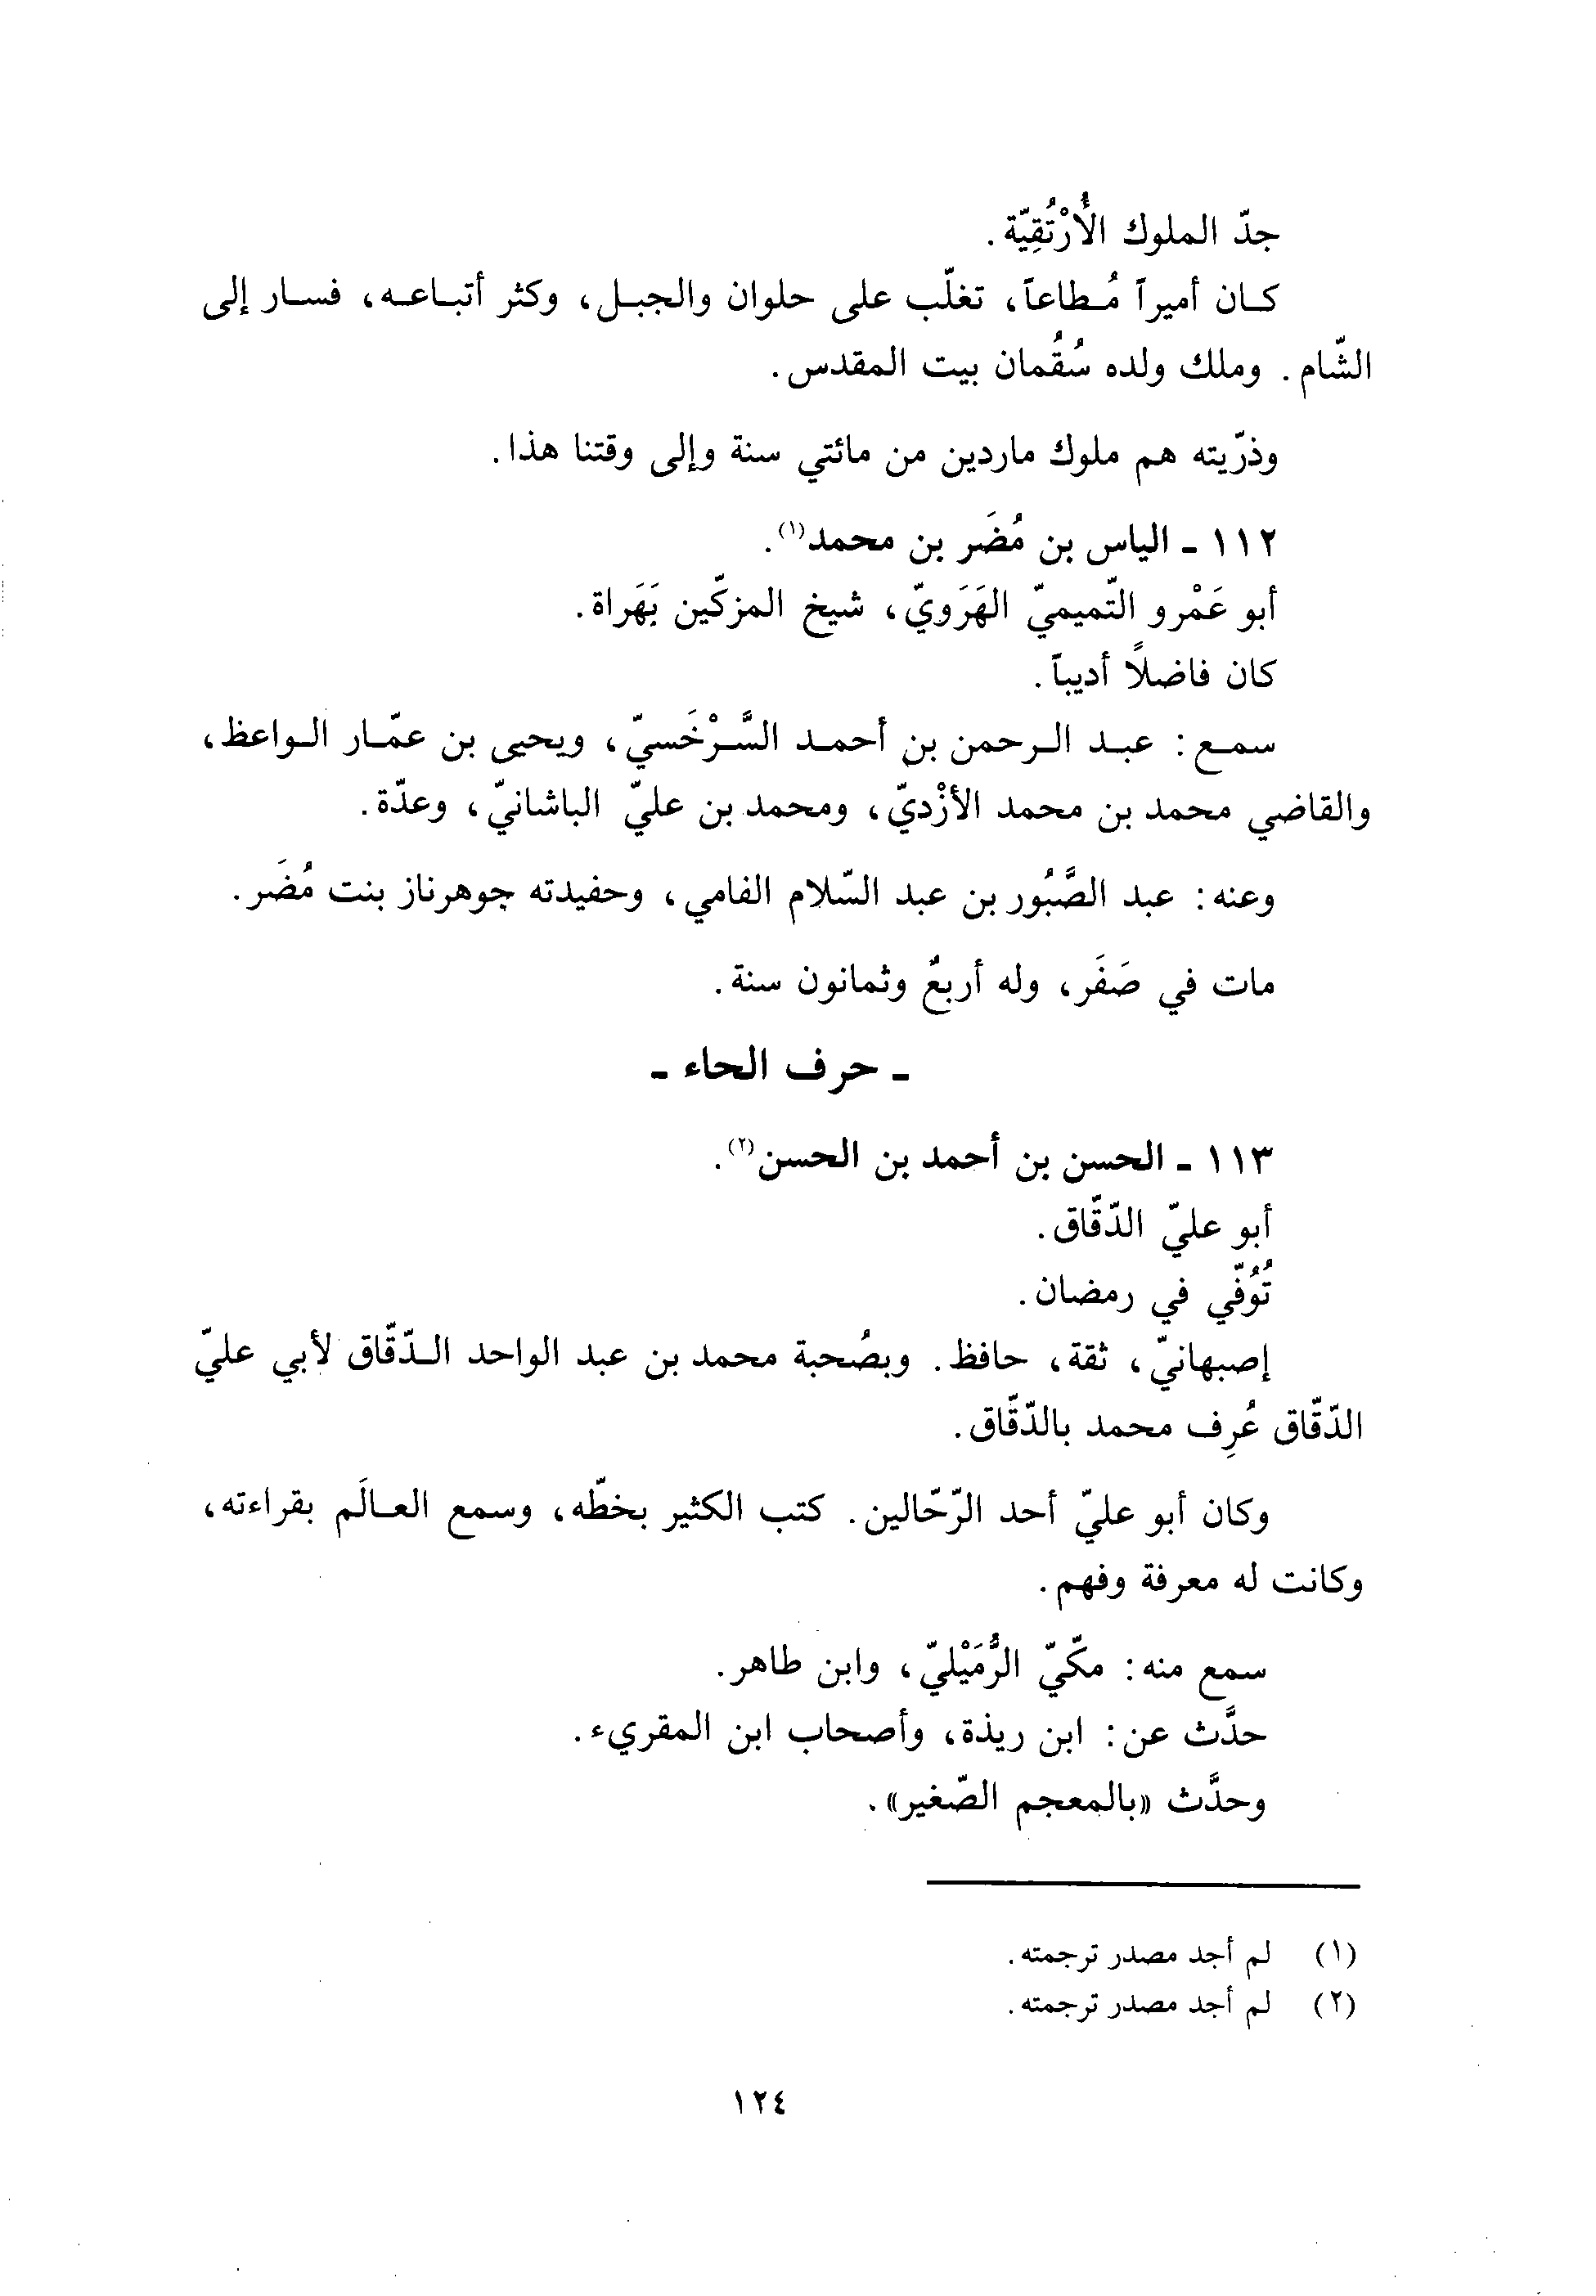 جدّ الملوك الأُرْتُقِيّة.
كان أميراً مُطاعاً، تغلّب على حلوان والجبل، وكثر أتباعه، فسار إلى
الشّام. وملك ولده سُقُمان بيت المقدس.
وذرّيته هم ملوك ماردين من مائتي سنة وإلى وقتنا هذا.
١١٢ ـ الياس بن مُضَر بن محمد(١).
أبو عَمْرو التّميميّ الهَرَويّ، شيخ المزكّين بَهَراة.
كان فاضلًا أديباً.
سمع: عبد الرحمن بن أحمد السَّرْخَسيّ، ويحيى بن عمّار الواعظ،
والقاضي محمد بن محمد الأزْديّ، ومحمد بن عليّ الباشانيّ، وعدّة.
وعنه: عبد الصَّبُور بن عبد السّلام الفامي، وحفيدته جوهرناز بنت مُضَر.
مات في صَفَر، وله أربعٌ وثمانون سنة.
ـ حرف الحاء ـ
١١٣ ـ الحسن بن أحمد بن الحسن(٢).
أبو عليّ الدّقّاق.
تُوُفّي في رمضان.
إصبهانيّ، ثقة، حافظ. وبصُحبة محمد بن عبد الواحد الدّقّاق لأبي عليّ
الدّقّاق عُرِف محمد بالدّقّاق.
وكان أبو عليّ أحد الرّحّالين. كتب الكثير بخطّه، وسمع العالَم بقراءته،
وكانت له معرفة وفهم.
سمع منه: مكّيّ الرُّمَيْليّ، وابن طاهر.
حدَّث عن: ابن ريذة، وأصحاب ابن المقريء.
وحدَّث «بالمعجم الصّغير».
(١) لم أجد مصدر ترجمته.
(٢) لم أجد مصدر ترجمته.
١٢٤